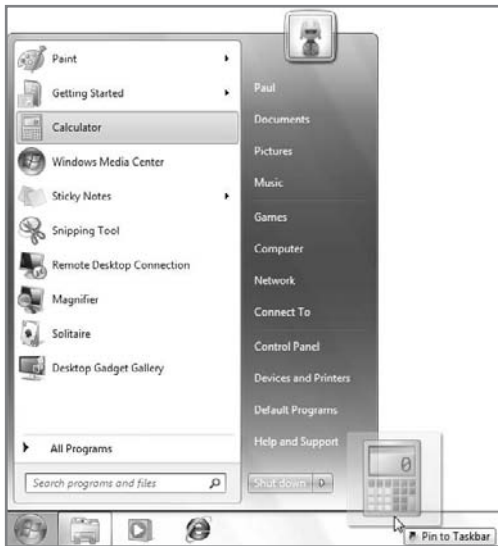 Paint
Getting Started
Calculator
Windows Media Center
Sticky Notes
Snipping Tool
Remote Desktop Connection
Magnifier
Solitaire
Desktop Gadget Gallery
All Programs
Search programs and files
Paul
Documents
Pictures
Music
Games
Computer
Network
Connect To
Control Panel
Devices and Printers
Default Programs
Help and Support
Shut down
0
Pin to Taskbar